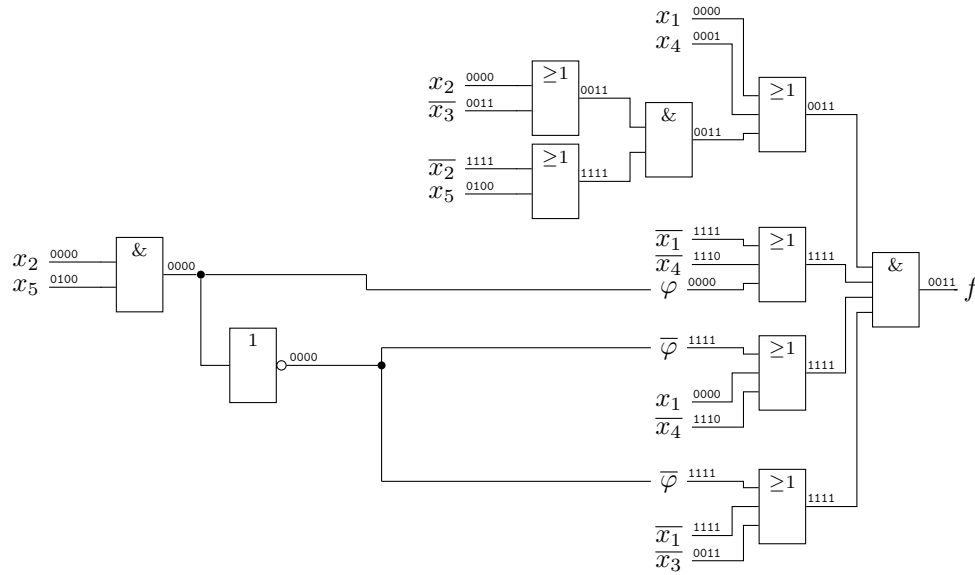 x₁ 0000
x₄ 0001
≥1
0011
x₂ 0000
x̅₃ 0011
≥1
0011
&
0011
x̅₂ 1111
x₅ 0100
≥1
1111
x̅₁ 1111
x̅₄ 1110
φ 0000
≥1
1111
x₂ 0000
x₅ 0100
&
0000
&
0011 f
1
0000
φ̅ 1111
x₁ 0000
x̅₄ 1110
≥1
1111
φ̅ 1111
x̅₁ 1111
x̅₃ 0011
≥1
1111